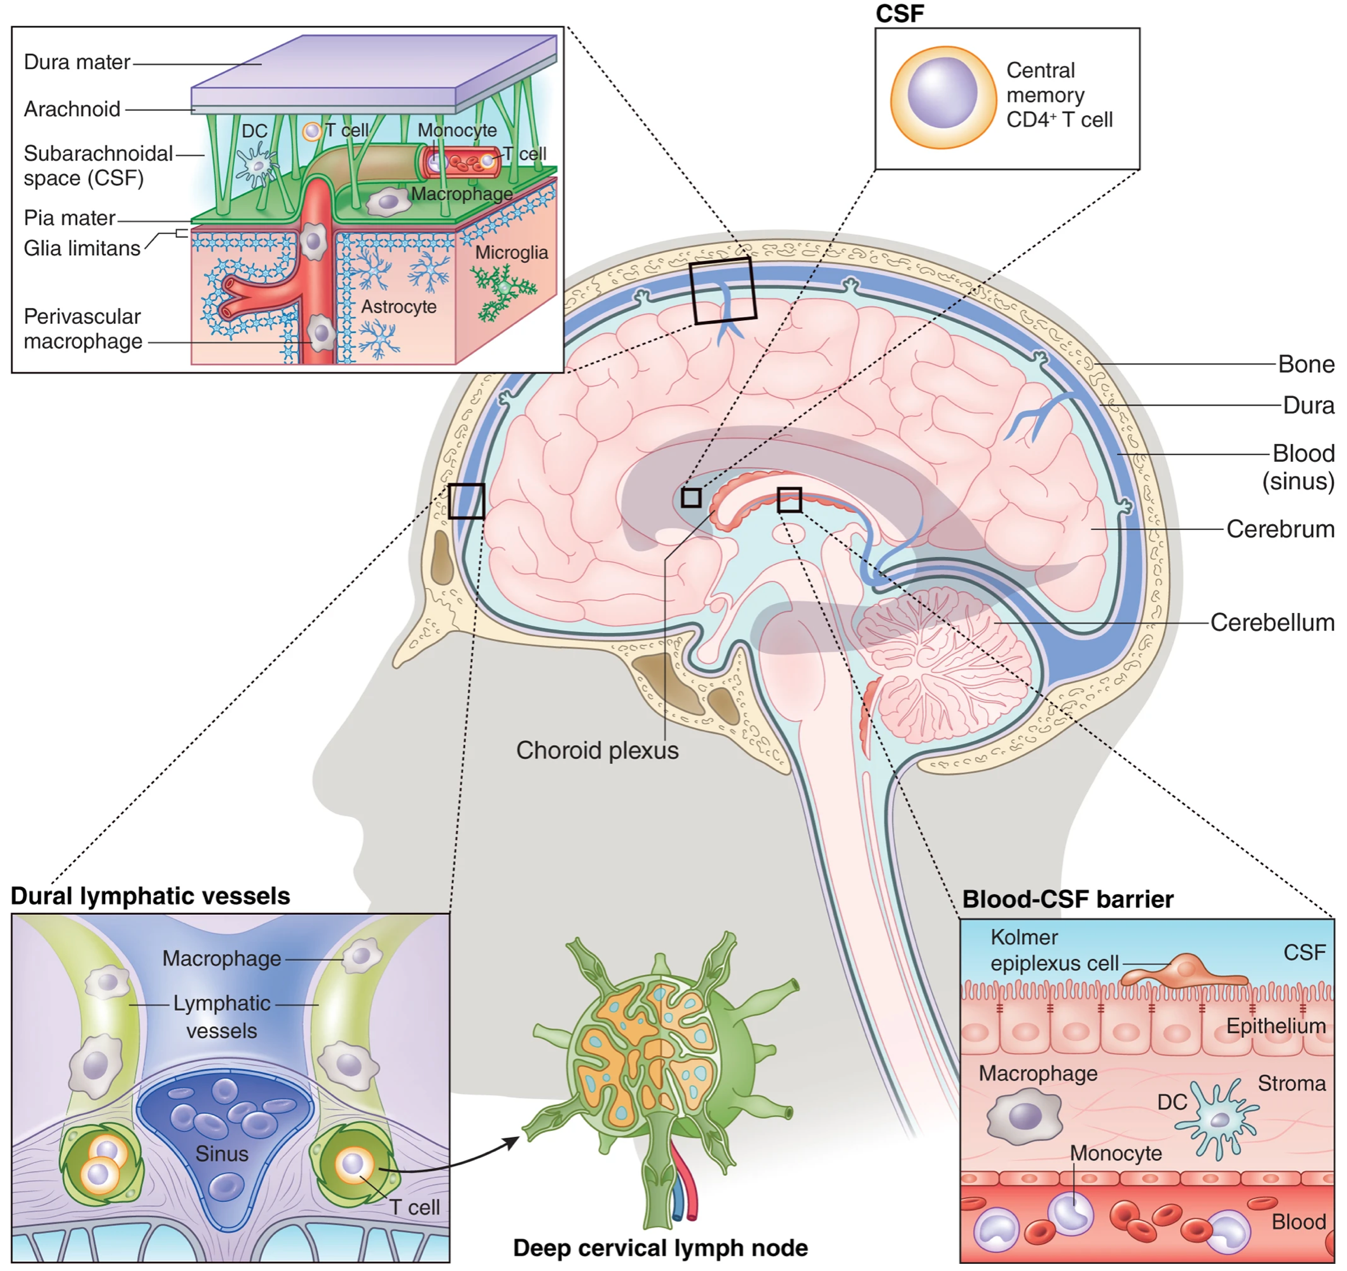 CSF
Central
memory
CD4⁺ T cell
Dura mater
Arachnoid
Subarachnoidal
space (CSF)
Pia mater
Glia limitans
Perivascular
macrophage
DC
T cell
Monocyte
T cell
Macrophage
Microglia
Astrocyte
Bone
Dura
Blood
(sinus)
Cerebrum
Cerebellum
Choroid plexus
Dural lymphatic vessels
Macrophage
Lymphatic
vessels
Sinus
T cell
Deep cervical lymph node
Blood-CSF barrier
Kolmer
epiplexus cell
CSF
Epithelium
Macrophage
Stroma
DC
Monocyte
Blood